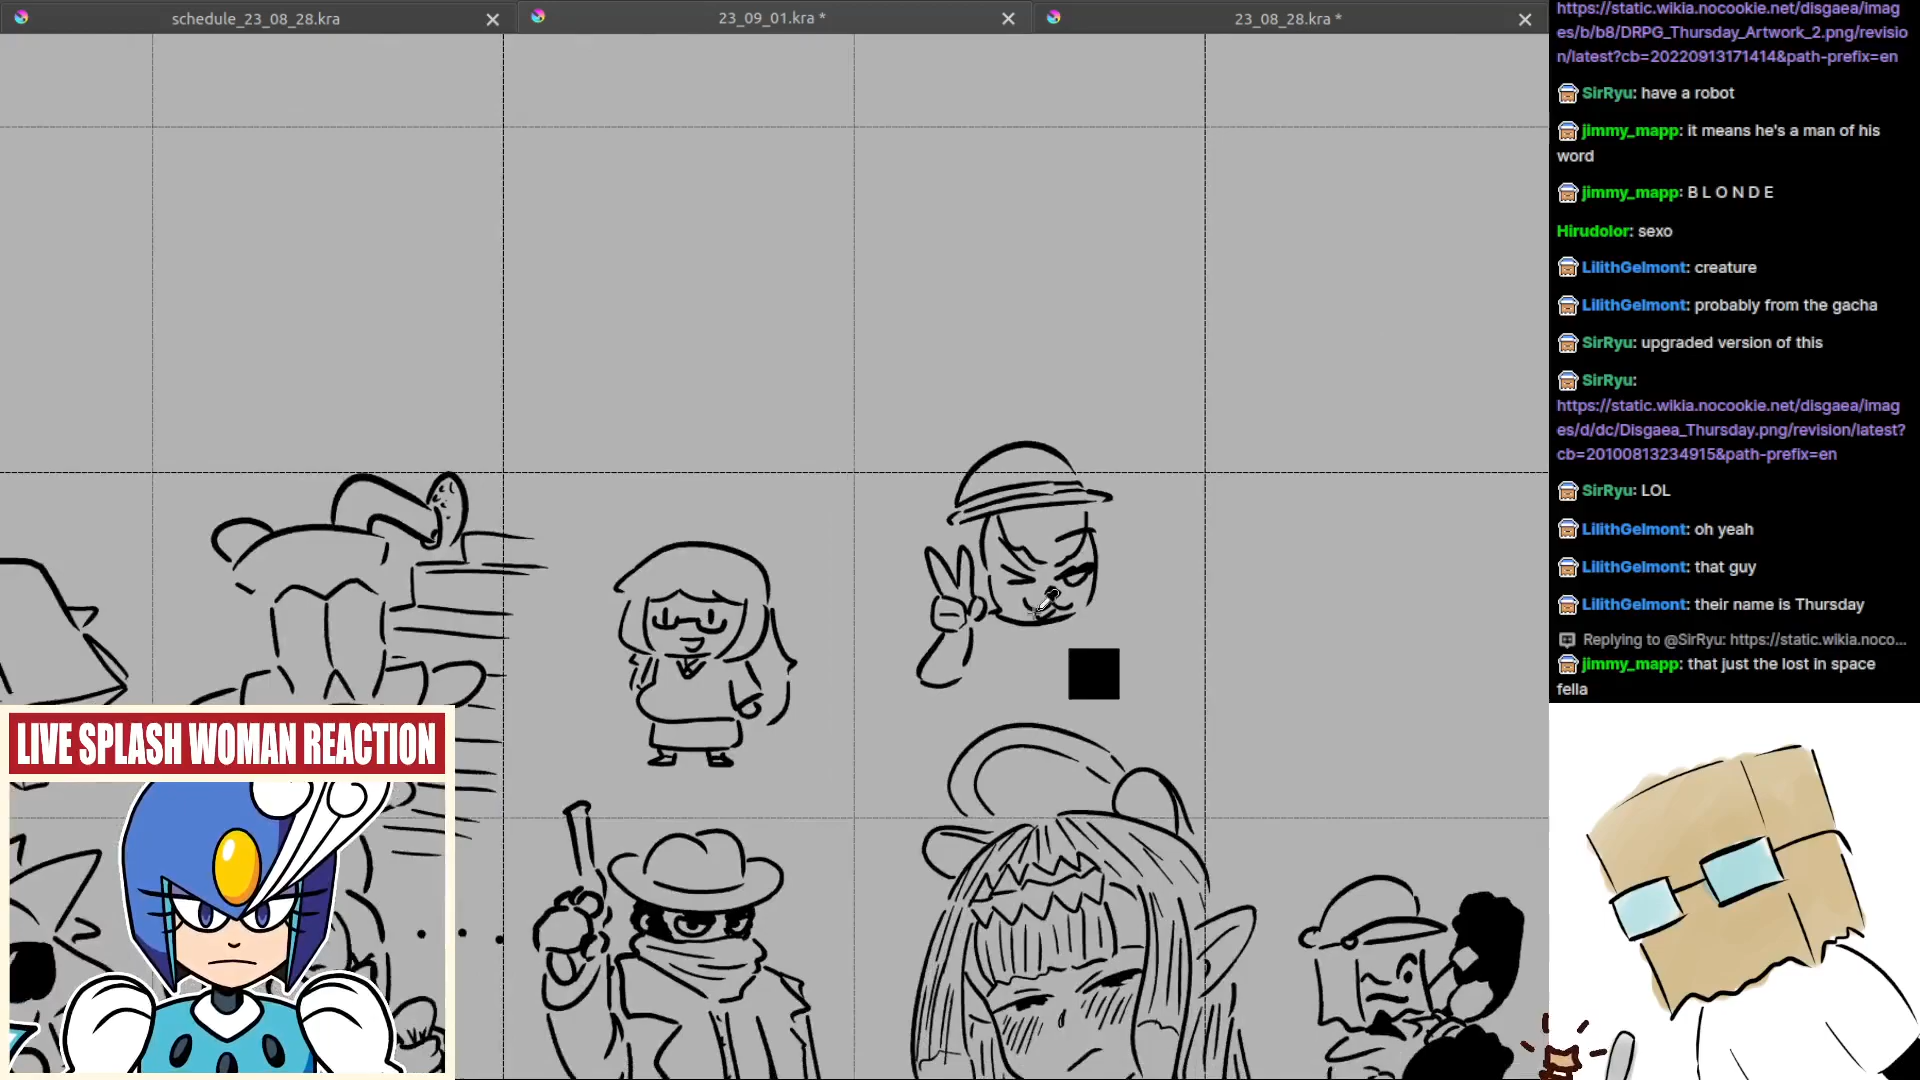 schedule_23_08_28.kra
23_09_01.kra *
23_08_28.kra *
https://static.wikia.nocookie.net/disgaea/imag
es/b/b8/DRPG_Thursday_Artwork_2.png/revisio
n/latest?cb=20220913171414&path-prefix=en
SirRyu: have a robot
jimmy_mapp: it means he's a man of his
word
jimmy_mapp: B L O N D E
Hirudolor: sexo
LilithGelmont: creature
LilithGelmont: probably from the gacha
SirRyu: upgraded version of this
SirRyu:
https://static.wikia.nocookie.net/disgaea/imag
es/d/dc/Disgaea_Thursday.png/revision/latest?
cb=20100813234915&path-prefix=en
SirRyu: LOL
LilithGelmont: oh yeah
LilithGelmont: that guy
LilithGelmont: their name is Thursday
Replying to @SirRyu: https://static.wikia.noco...
jimmy_mapp: that just the lost in space
fella
LIVE SPLASH WOMAN REACTION